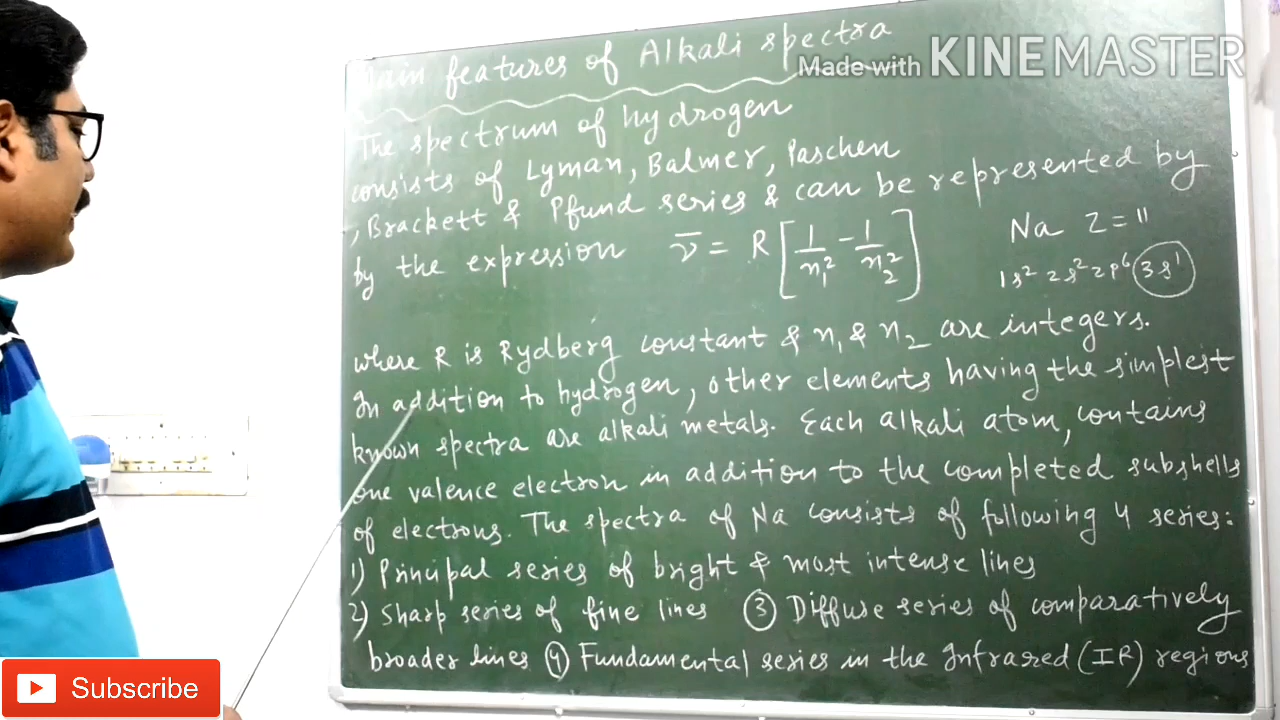 Main features of Alkali spectra
Made with KINEMASTER
The spectrum of hydrogen
consists of Lyman, Balmer, Paschen
, Brackett & Pfund series & can be represented by
by the expression ν̅ = R [1/n₁² - 1/n₂²]
Na Z = 11
1s² 2s² 2p⁶ 3s¹
where R is Rydberg constant & n₁ & n₂ are integers.
In addition to hydrogen, other elements having the simplest
known spectra are alkali metals. Each alkali atom, contains
one valence electron in addition to the completed subshells
of electrons. The spectra of Na consists of following 4 series:
1) Principal series of bright & most intense lines
2) Sharp series of fine lines ③ Diffuse series of comparatively
broader lines ④ Fundamental series in the Infrared (IR) regions
Subscribe